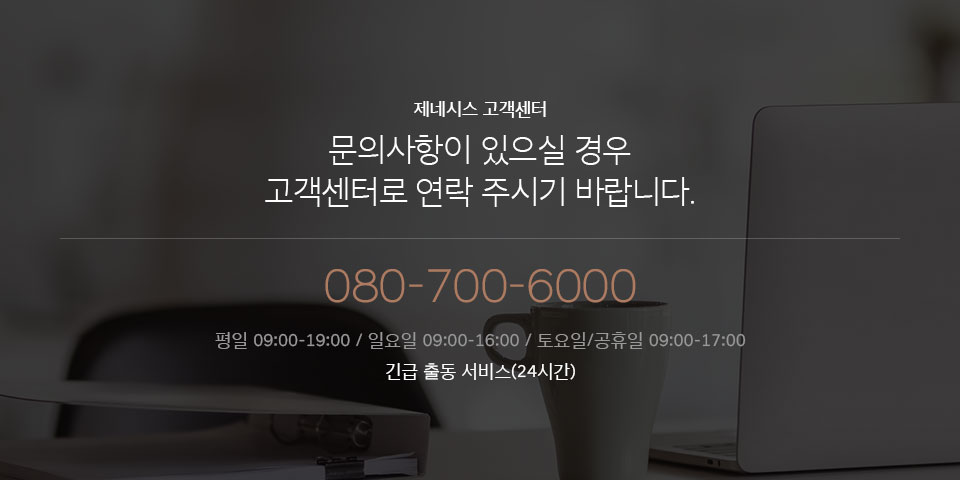 제네시스 고객센터
문의사항이 있으실 경우
고객센터로 연락 주시기 바랍니다.
080-700-6000
평일 09:00-19:00 / 일요일 09:00-16:00 / 토요일/공휴일 09:00-17:00
긴급 출동 서비스(24시간)